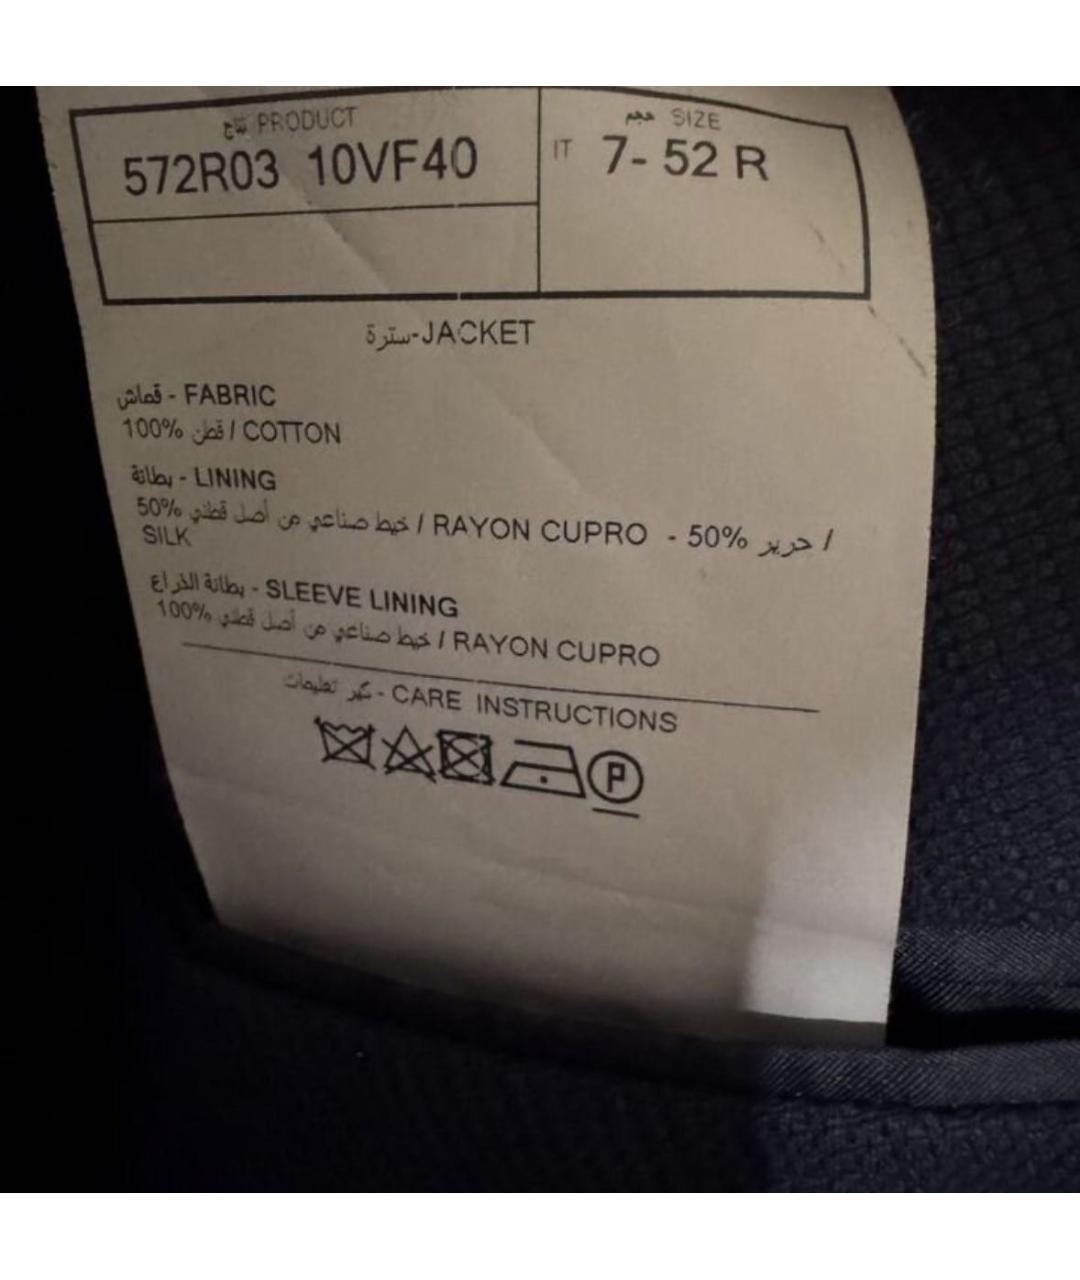 نتاج PRODUCT
572R03 10VF40
حجم SIZE
IT 7- 52 R
سترة-JACKET
قماش - FABRIC
100% قطن / COTTON
بطانة - LINING
50% خيط صناعي من أصل قطني / RAYON CUPRO - 50% حرير /
SILK
بطانة الذراع - SLEEVE LINING
100% خيط صناعي من أصل قطني / RAYON CUPRO
تعليمات - CARE INSTRUCTIONS
P